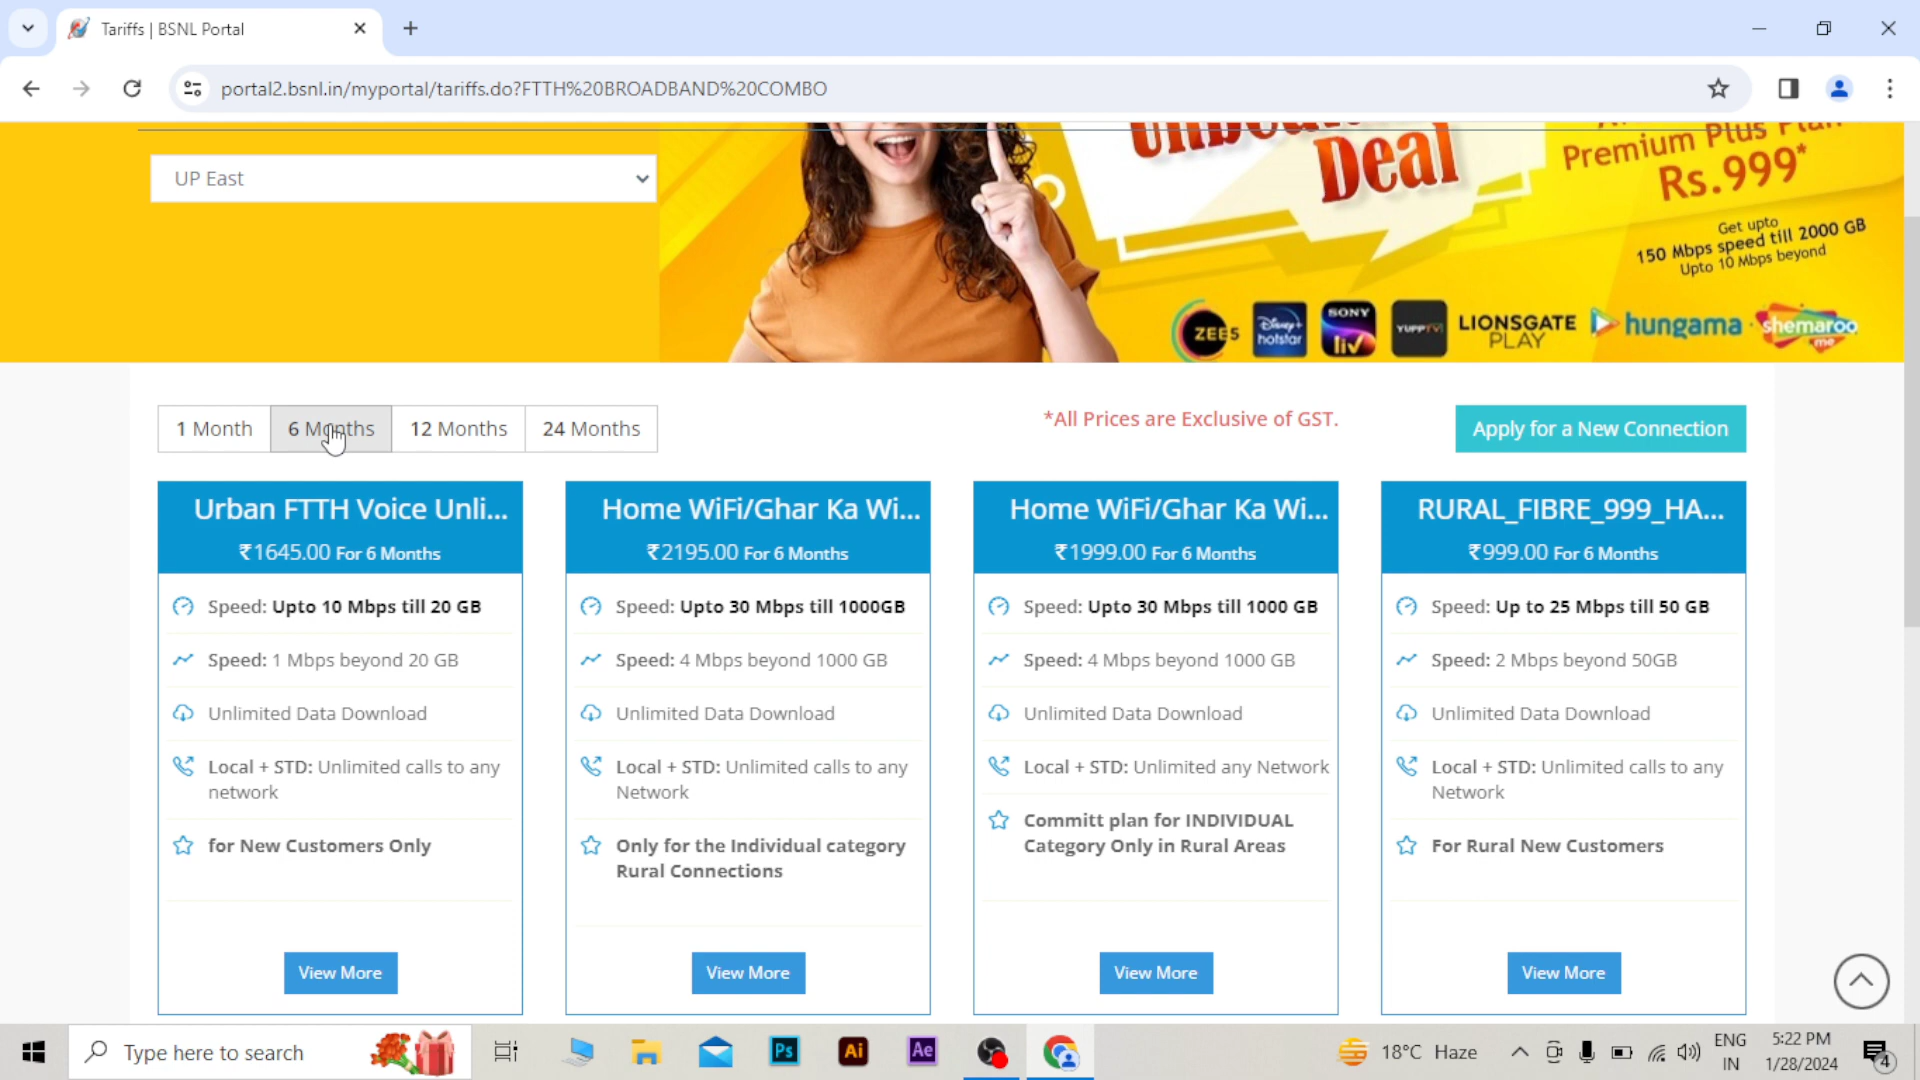 Tariffs | BSNL Portal
portal2.bsnl.in/myportal/tariffs.do?FTTH%20BROADBAND%20COMBO
UP East
Deal
Premium Plus Plan
Rs.999*
Get upto
150 Mbps speed till 2000 GB
Upto 10 Mbps beyond
ZEE5
Disney+ hotstar
SONY liv
YUPPTV
LIONSGATE PLAY
hungama
shemaroo me
1 Month
6 Months
12 Months
24 Months
*All Prices are Exclusive of GST.
Apply for a New Connection
Urban FTTH Voice Unli...
₹1645.00 For 6 Months
Speed: Upto 10 Mbps till 20 GB
Speed: 1 Mbps beyond 20 GB
Unlimited Data Download
Local + STD: Unlimited calls to any
network
for New Customers Only
View More
Home WiFi/Ghar Ka Wi...
₹2195.00 For 6 Months
Speed: Upto 30 Mbps till 1000GB
Speed: 4 Mbps beyond 1000 GB
Unlimited Data Download
Local + STD: Unlimited calls to any
Network
Only for the Individual category
Rural Connections
View More
Home WiFi/Ghar Ka Wi...
₹1999.00 For 6 Months
Speed: Upto 30 Mbps till 1000 GB
Speed: 4 Mbps beyond 1000 GB
Unlimited Data Download
Local + STD: Unlimited any Network
Committ plan for INDIVIDUAL
Category Only in Rural Areas
View More
RURAL_FIBRE_999_HA...
₹999.00 For 6 Months
Speed: Up to 25 Mbps till 50 GB
Speed: 2 Mbps beyond 50GB
Unlimited Data Download
Local + STD: Unlimited calls to any
Network
For Rural New Customers
View More
Type here to search
Ps
Ai
Ae
18°C Haze
ENG
IN
5:22 PM
1/28/2024
4